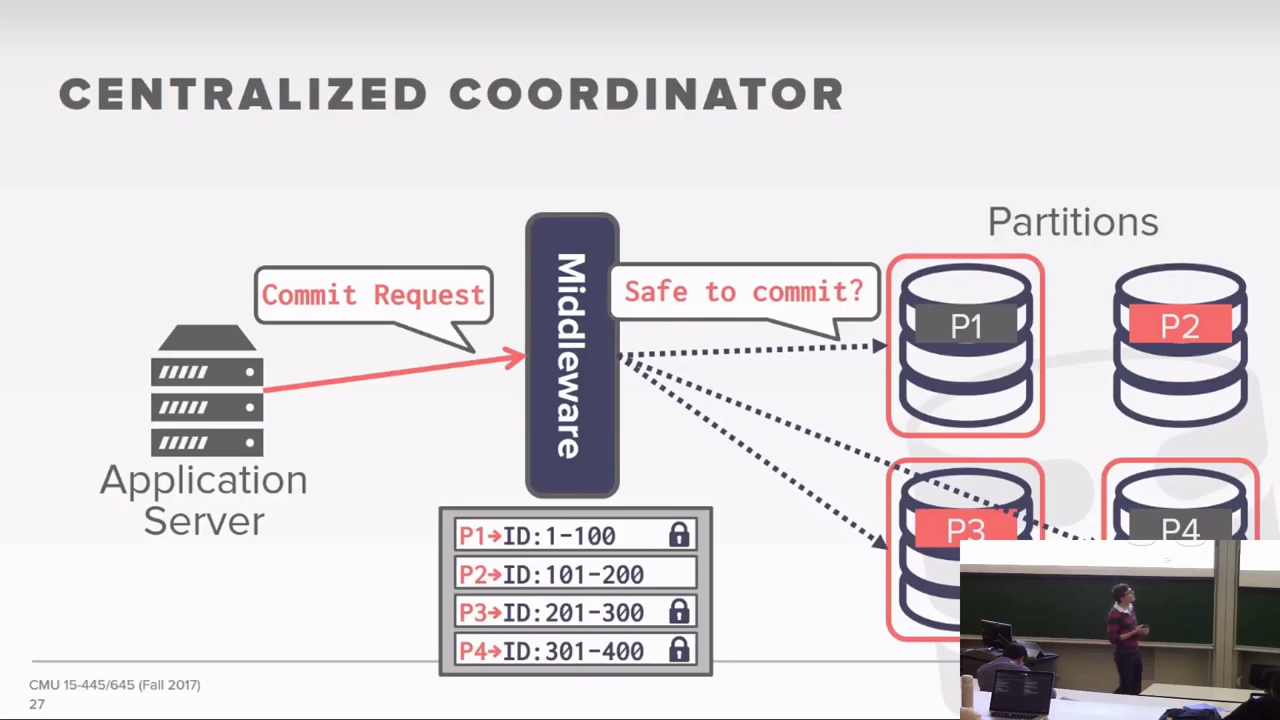 CENTRALIZED COORDINATOR
Partitions
Commit Request
Middleware
Safe to commit?
P1
P2
P3
P4
Application
Server
P1→ID:1-100
P2→ID:101-200
P3→ID:201-300
P4→ID:301-400
CMU 15-445/645 (Fall 2017)
27